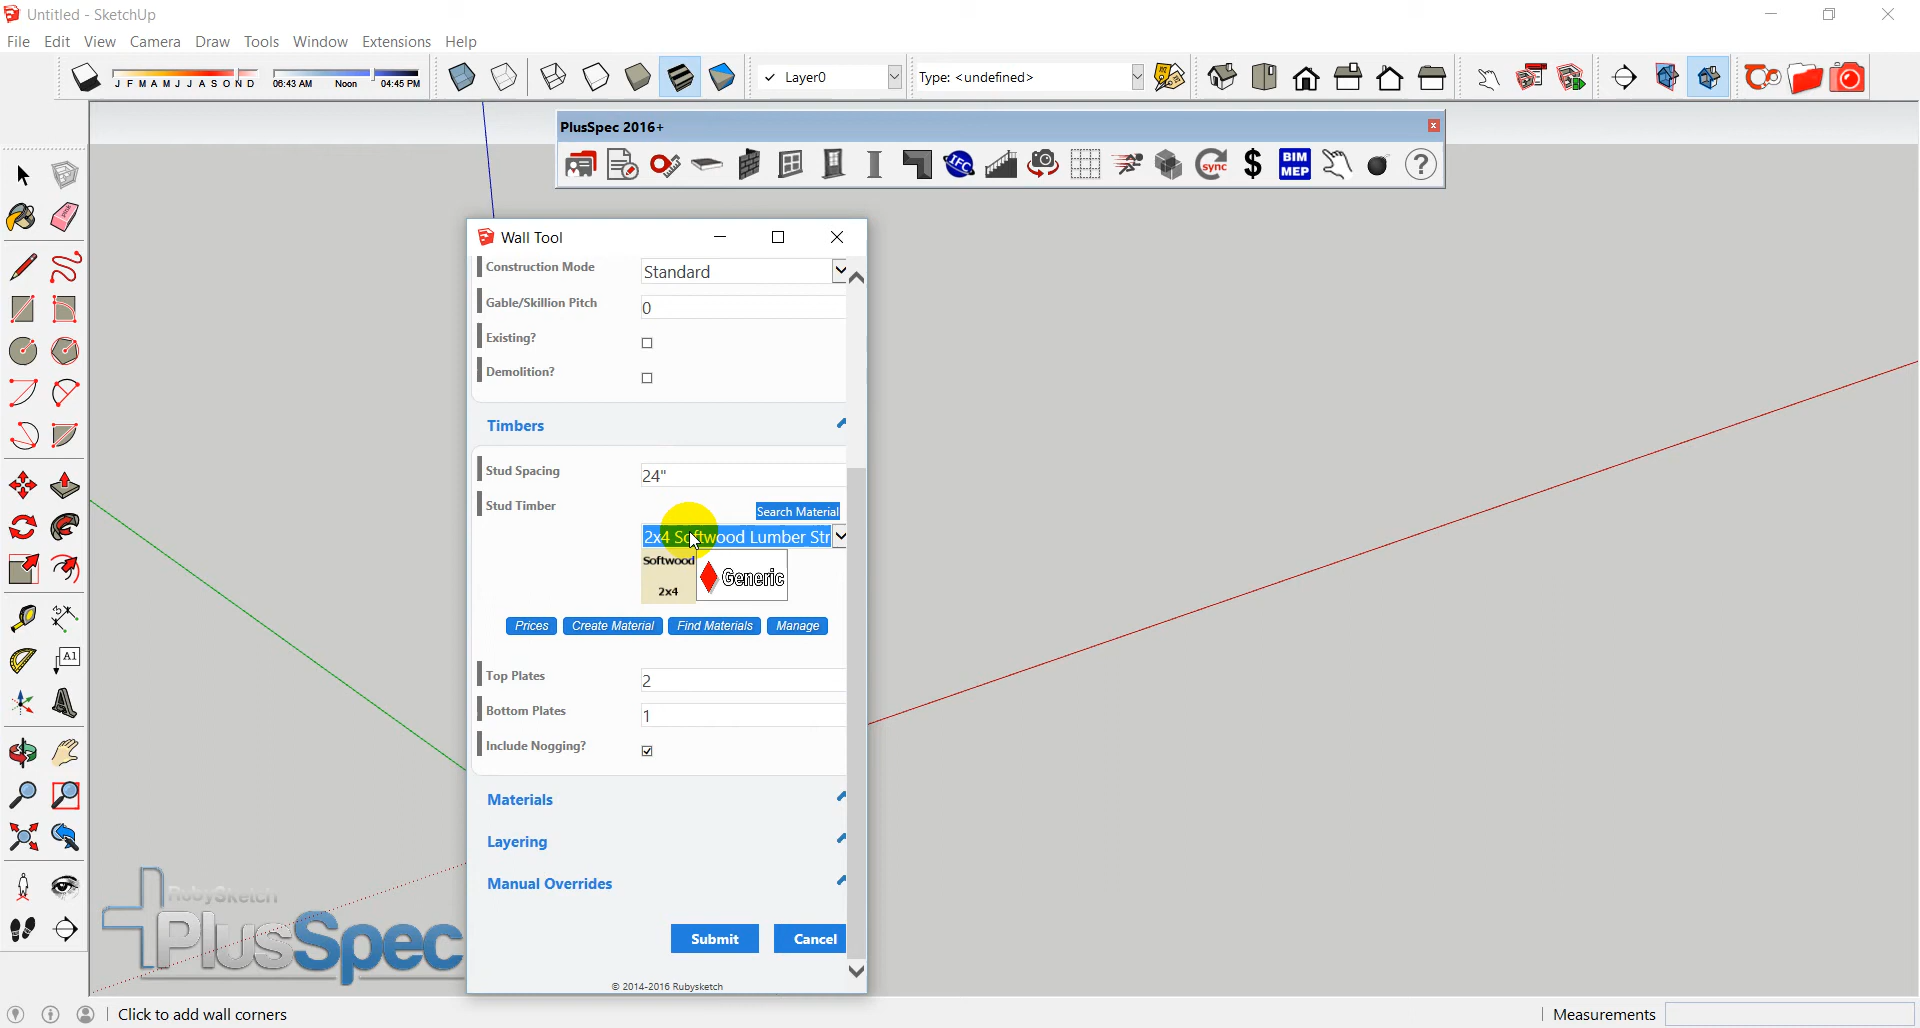 Untitled - SketchUp
File Edit View Camera Draw Tools Window Extensions Help
J F M A M J J A S O N D
06:43 AM Noon 04:45 PM
Layer0
Type: <undefined>
PlusSpec 2016+
IFC
sync
$
BIM
MEP
?
Wall Tool
Construction Mode Standard
Gable/Skillion Pitch 0
Existing?
Demolition?
Timbers
Stud Spacing 24"
Stud Timber Search Material
2x4 Softwood Lumber Str
Softwood
2x4
Generic
Prices Create Material Find Materials Manage
Top Plates 2
Bottom Plates 1
Include Nogging?
Materials
Layering
Manual Overrides
Submit Cancel
© 2014-2016 Rubysketch
A1
RubySketch
PlusSpec
Click to add wall corners
Measurements